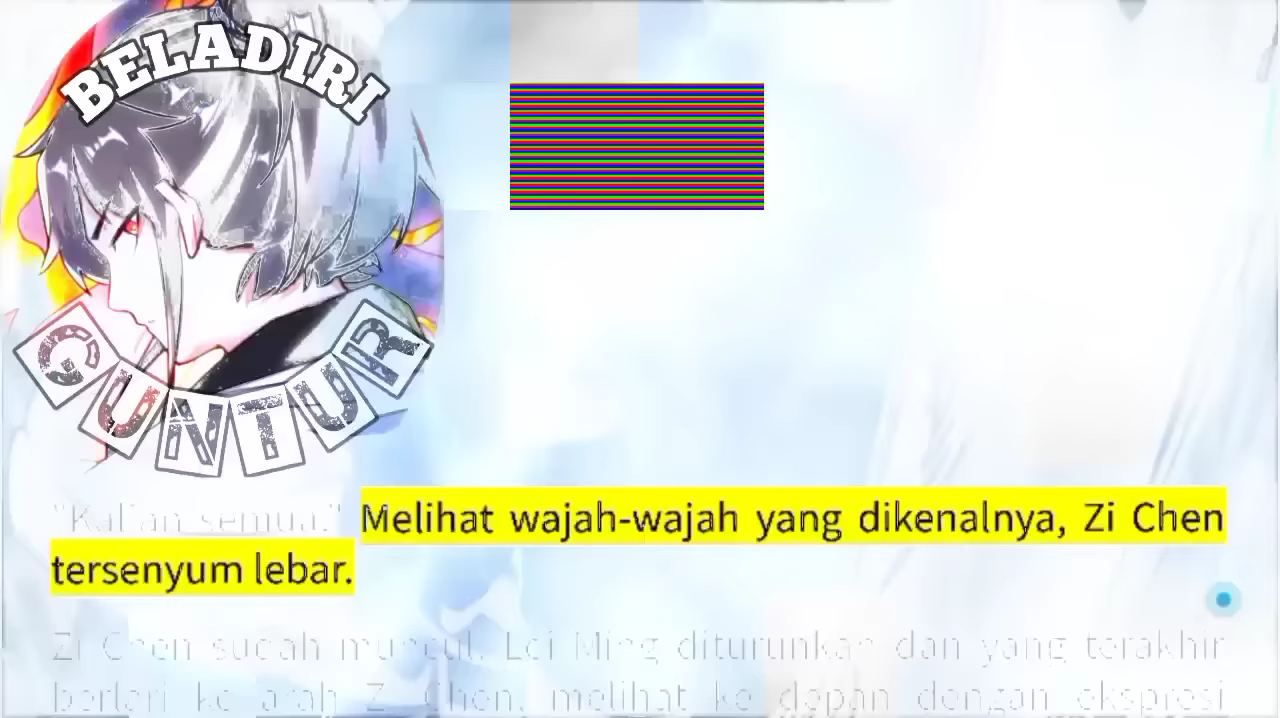 BELADIRI
GUNTUR
"Kalian semua!" Melihat wajah-wajah yang dikenalnya, Zi Chen
tersenyum lebar.
Zi Chen sudah muncul. Lei Ming diturunkan dan yang terakhir
berlari ke arah Zi Chen, melihat ke depan dengan ekspresi